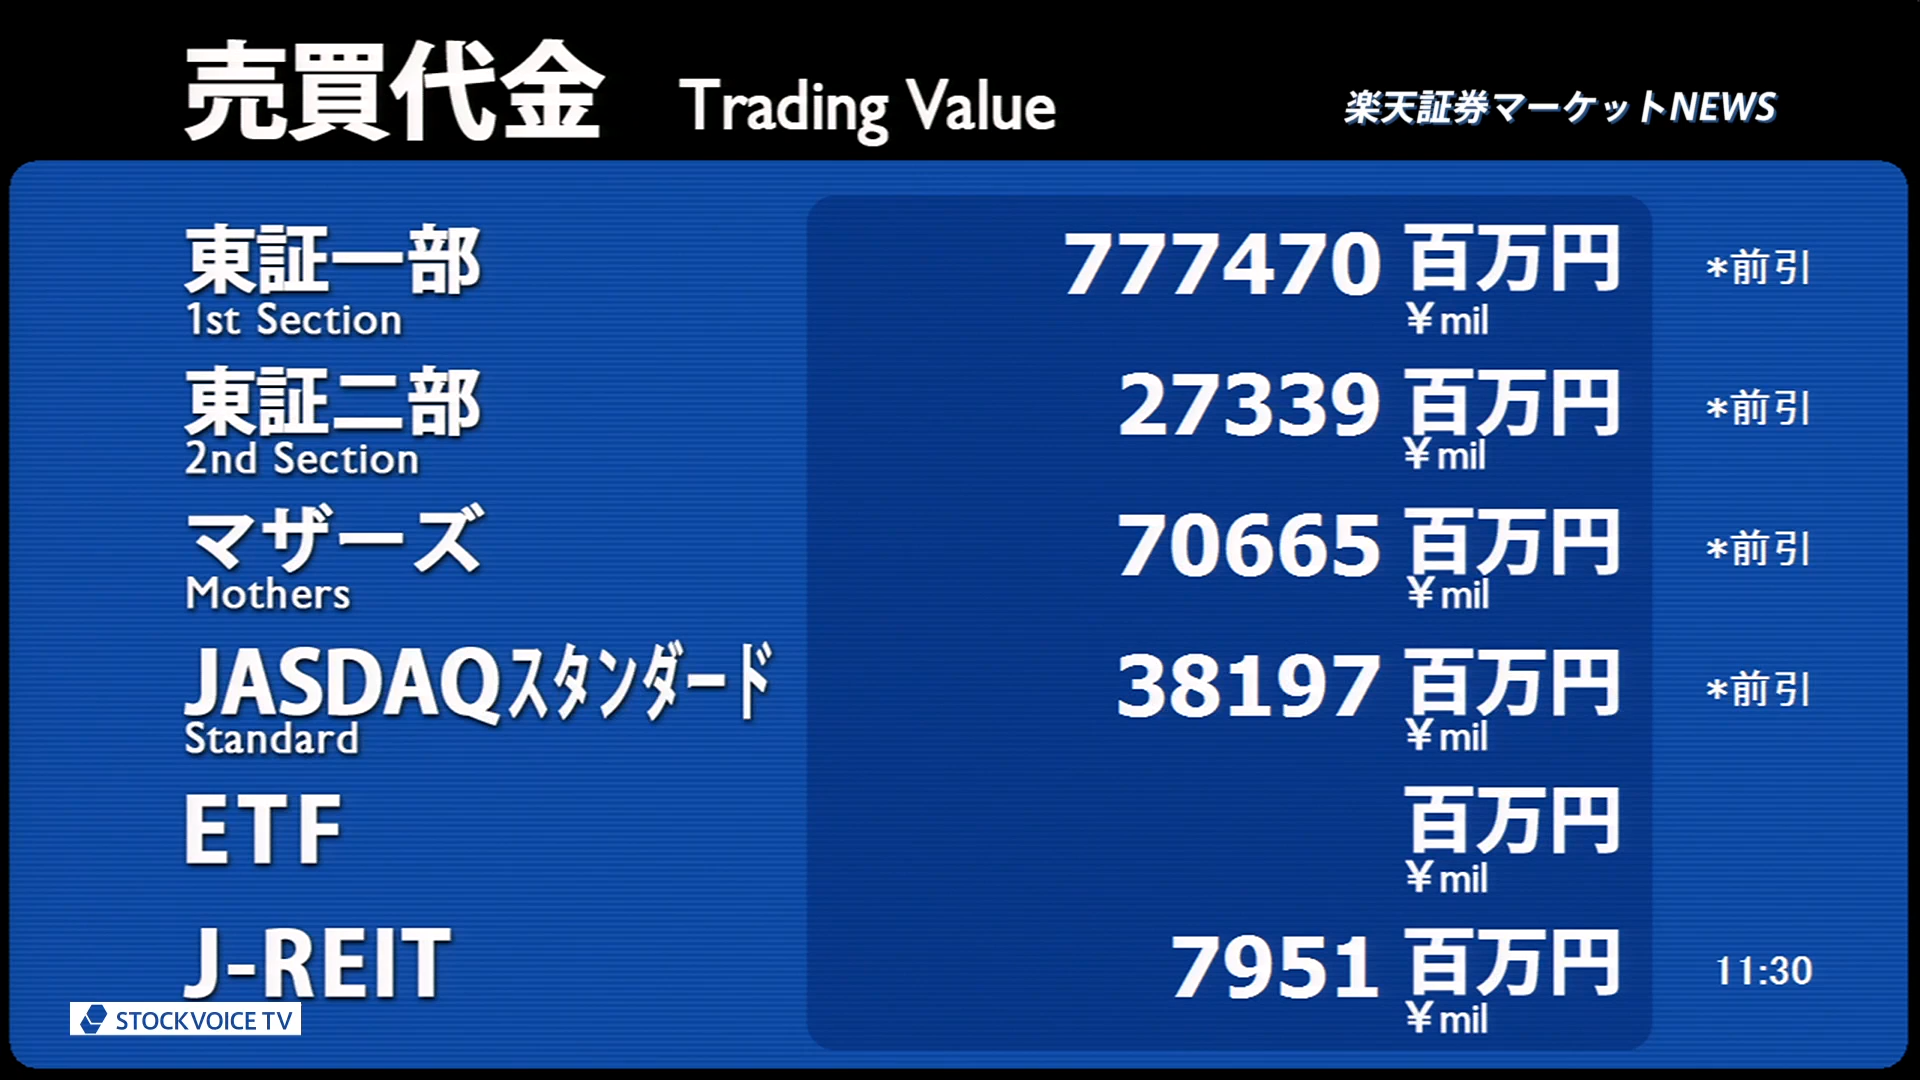 売買代金 Trading Value 楽天証券マーケットNEWS
東証一部 777470 百万円 *前引
1st Section ¥mil
東証二部 27339 百万円 *前引
2nd Section ¥mil
マザーズ 70665 百万円 *前引
Mothers ¥mil
JASDAQスタンダード 38197 百万円 *前引
Standard ¥mil
ETF 百万円
¥mil
J-REIT 7951 百万円 11:30
¥mil
STOCKVOICE TV